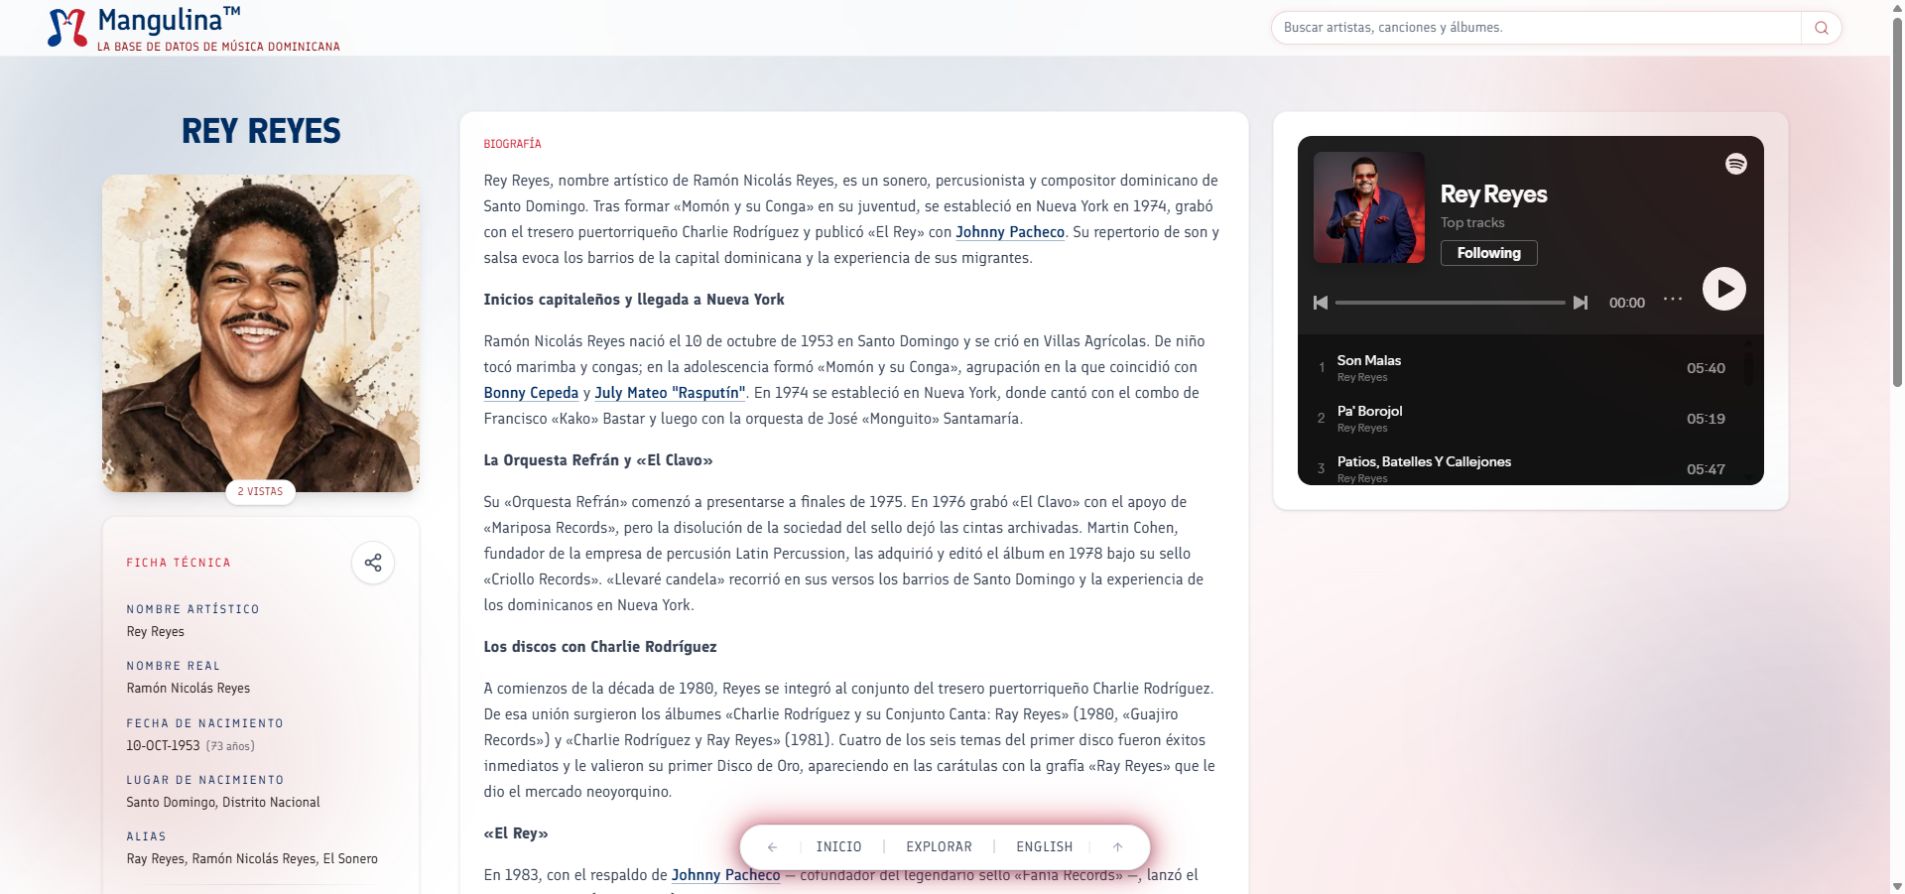 Mangulina™
LA BASE DE DATOS DE MÚSICA DOMINICANA
Buscar artistas, canciones y álbumes.
REY REYES
2 VISTAS
FICHA TÉCNICA
NOMBRE ARTÍSTICO
Rey Reyes
NOMBRE REAL
Ramón Nicolás Reyes
FECHA DE NACIMIENTO
10-OCT-1953 (73 años)
LUGAR DE NACIMIENTO
Santo Domingo, Distrito Nacional
ALIAS
Ray Reyes, Ramón Nicolás Reyes, El Sonero
BIOGRAFÍA
Rey Reyes, nombre artístico de Ramón Nicolás Reyes, es un sonero, percusionista y compositor dominicano de
Santo Domingo. Tras formar «Momón y su Conga» en su juventud, se estableció en Nueva York en 1974, grabó
con el tresero puertorriqueño Charlie Rodríguez y publicó «El Rey» con Johnny Pacheco. Su repertorio de son y
salsa evoca los barrios de la capital dominicana y la experiencia de sus migrantes.
Inicios capitaleños y llegada a Nueva York
Ramón Nicolás Reyes nació el 10 de octubre de 1953 en Santo Domingo y se crió en Villas Agrícolas. De niño
tocó marimba y congas; en la adolescencia formó «Momón y su Conga», agrupación en la que coincidió con
Bonny Cepeda y July Mateo "Rasputín". En 1974 se estableció en Nueva York, donde cantó con el combo de
Francisco «Kako» Bastar y luego con la orquesta de José «Monguito» Santamaría.
La Orquesta Refrán y «El Clavo»
Su «Orquesta Refrán» comenzó a presentarse a finales de 1975. En 1976 grabó «El Clavo» con el apoyo de
«Mariposa Records», pero la disolución de la sociedad del sello dejó las cintas archivadas. Martin Cohen,
fundador de la empresa de percusión Latin Percussion, las adquirió y editó el álbum en 1978 bajo su sello
«Criollo Records». «Llevaré candela» recorrió en sus versos los barrios de Santo Domingo y la experiencia de
los dominicanos en Nueva York.
Los discos con Charlie Rodríguez
A comienzos de la década de 1980, Reyes se integró al conjunto del tresero puertorriqueño Charlie Rodríguez.
De esa unión surgieron los álbumes «Charlie Rodríguez y su Conjunto Canta: Ray Reyes» (1980, «Guajiro
Records») y «Charlie Rodríguez y Ray Reyes» (1981). Cuatro de los seis temas del primer disco fueron éxitos
inmediatos y le valieron su primer Disco de Oro, apareciendo en las carátulas con la grafía «Ray Reyes» que le
dio el mercado neoyorquino.
«El Rey»
En 1983, con el respaldo de Johnny Pacheco — cofundador del legendario sello «Fania Records» —, lanzó el
Rey Reyes
Top tracks
Following
00:00
1 Son Malas 05:40
Rey Reyes
2 Pa' Borojol 05:19
Rey Reyes
3 Patios, Batelles Y Callejones 05:47
Rey Reyes
INICIO | EXPLORAR | ENGLISH